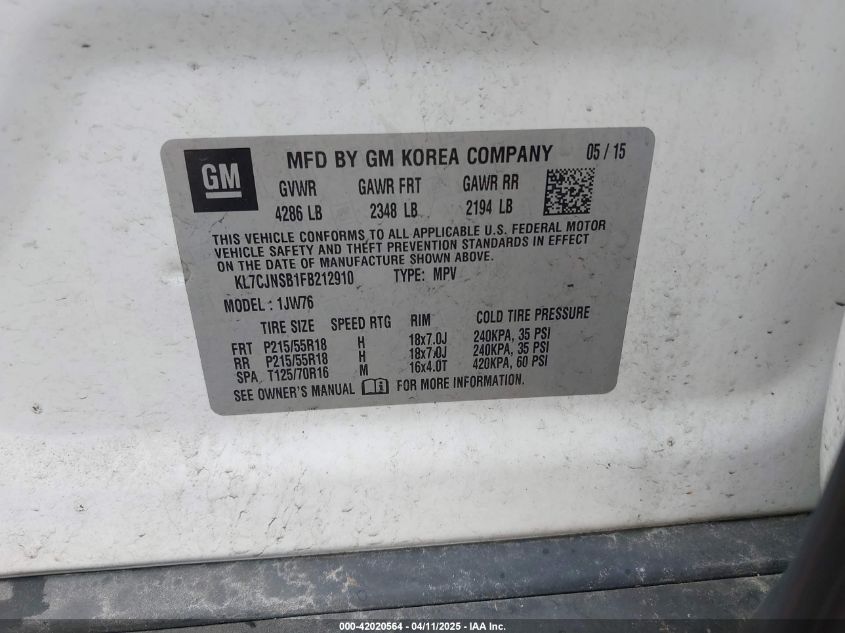 GM
MFD BY GM KOREA COMPANY 05 / 15
GVWR GAWR FRT GAWR RR
4286 LB 2348 LB 2194 LB
THIS VEHICLE CONFORMS TO ALL APPLICABLE U.S. FEDERAL MOTOR
VEHICLE SAFETY AND THEFT PREVENTION STANDARDS IN EFFECT
ON THE DATE OF MANUFACTURE SHOWN ABOVE.
KL7CJNSB1FB212910 TYPE: MPV
MODEL : 1JW76
TIRE SIZE SPEED RTG RIM COLD TIRE PRESSURE
FRT P215/55R18 H 18x7.0J 240KPA, 35 PSI
RR P215/55R18 H 18x7.0J 240KPA, 35 PSI
SPA T125/70R16 M 16x4.0T 420KPA, 60 PSI
SEE OWNER'S MANUAL i FOR MORE INFORMATION.
000-42020564 - 04/11/2025 - IAA Inc.